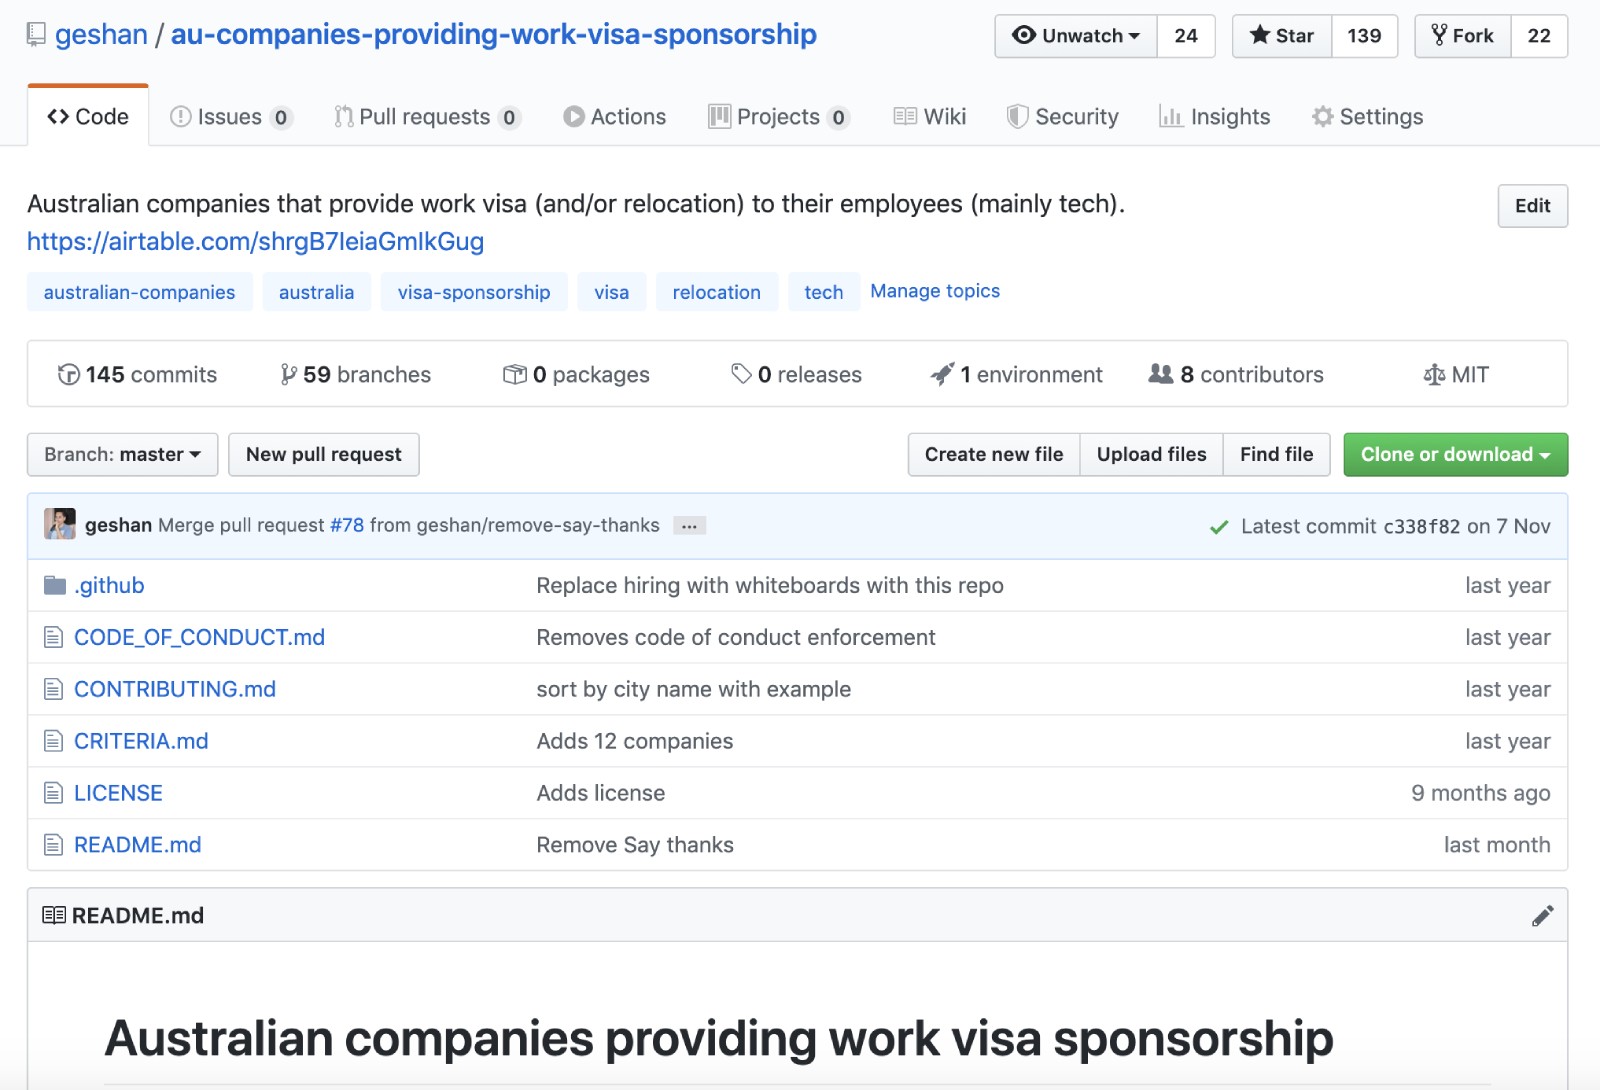 geshan / au-companies-providing-work-visa-sponsorship
Unwatch 24 Star 139 Fork 22
Code Issues 0 Pull requests 0 Actions Projects 0 Wiki Security Insights Settings
Australian companies that provide work visa (and/or relocation) to their employees (mainly tech).
Edit
https://airtable.com/shrgB7IeiaGmlkGug
australian-companies australia visa-sponsorship visa relocation tech Manage topics
145 commits 59 branches 0 packages 0 releases 1 environment 8 contributors MIT
Branch: master New pull request Create new file Upload files Find file Clone or download
geshan Merge pull request #78 from geshan/remove-say-thanks ... Latest commit c338f82 on 7 Nov
.github Replace hiring with whiteboards with this repo last year
CODE_OF_CONDUCT.md Removes code of conduct enforcement last year
CONTRIBUTING.md sort by city name with example last year
CRITERIA.md Adds 12 companies last year
LICENSE Adds license 9 months ago
README.md Remove Say thanks last month
README.md
Australian companies providing work visa sponsorship